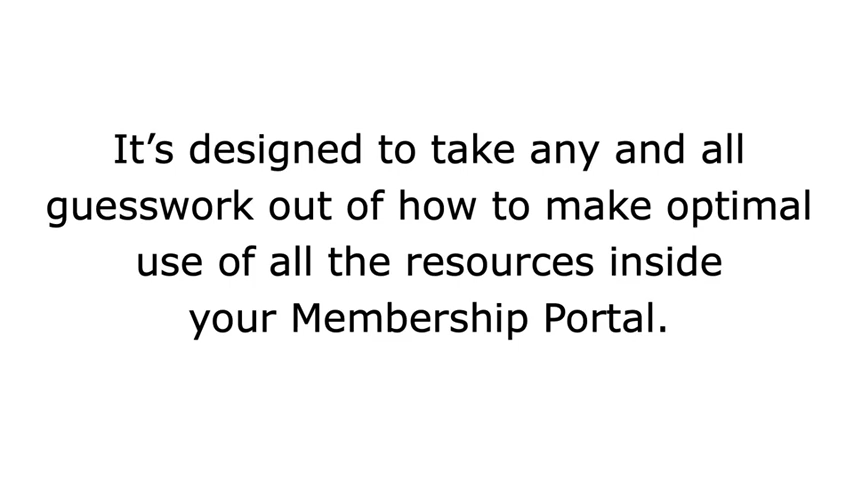 It’s designed to take any and all
guesswork out of how to make optimal
use of all the resources inside
your Membership Portal.